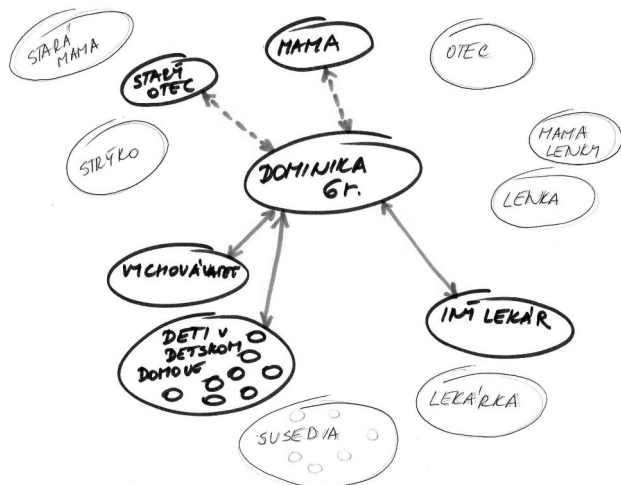 STARÁ
MAMA
STARÝ
OTEC
MAMA
OTEC
STRÝKO
DOMINIKA
6 r.
MAMA
LENKY
LENKA
VYCHOVÁVATEĽ
DETI V
DETSKOM
DOMOVE
INÝ LEKÁR
LEKÁRKA
SUSEDIA